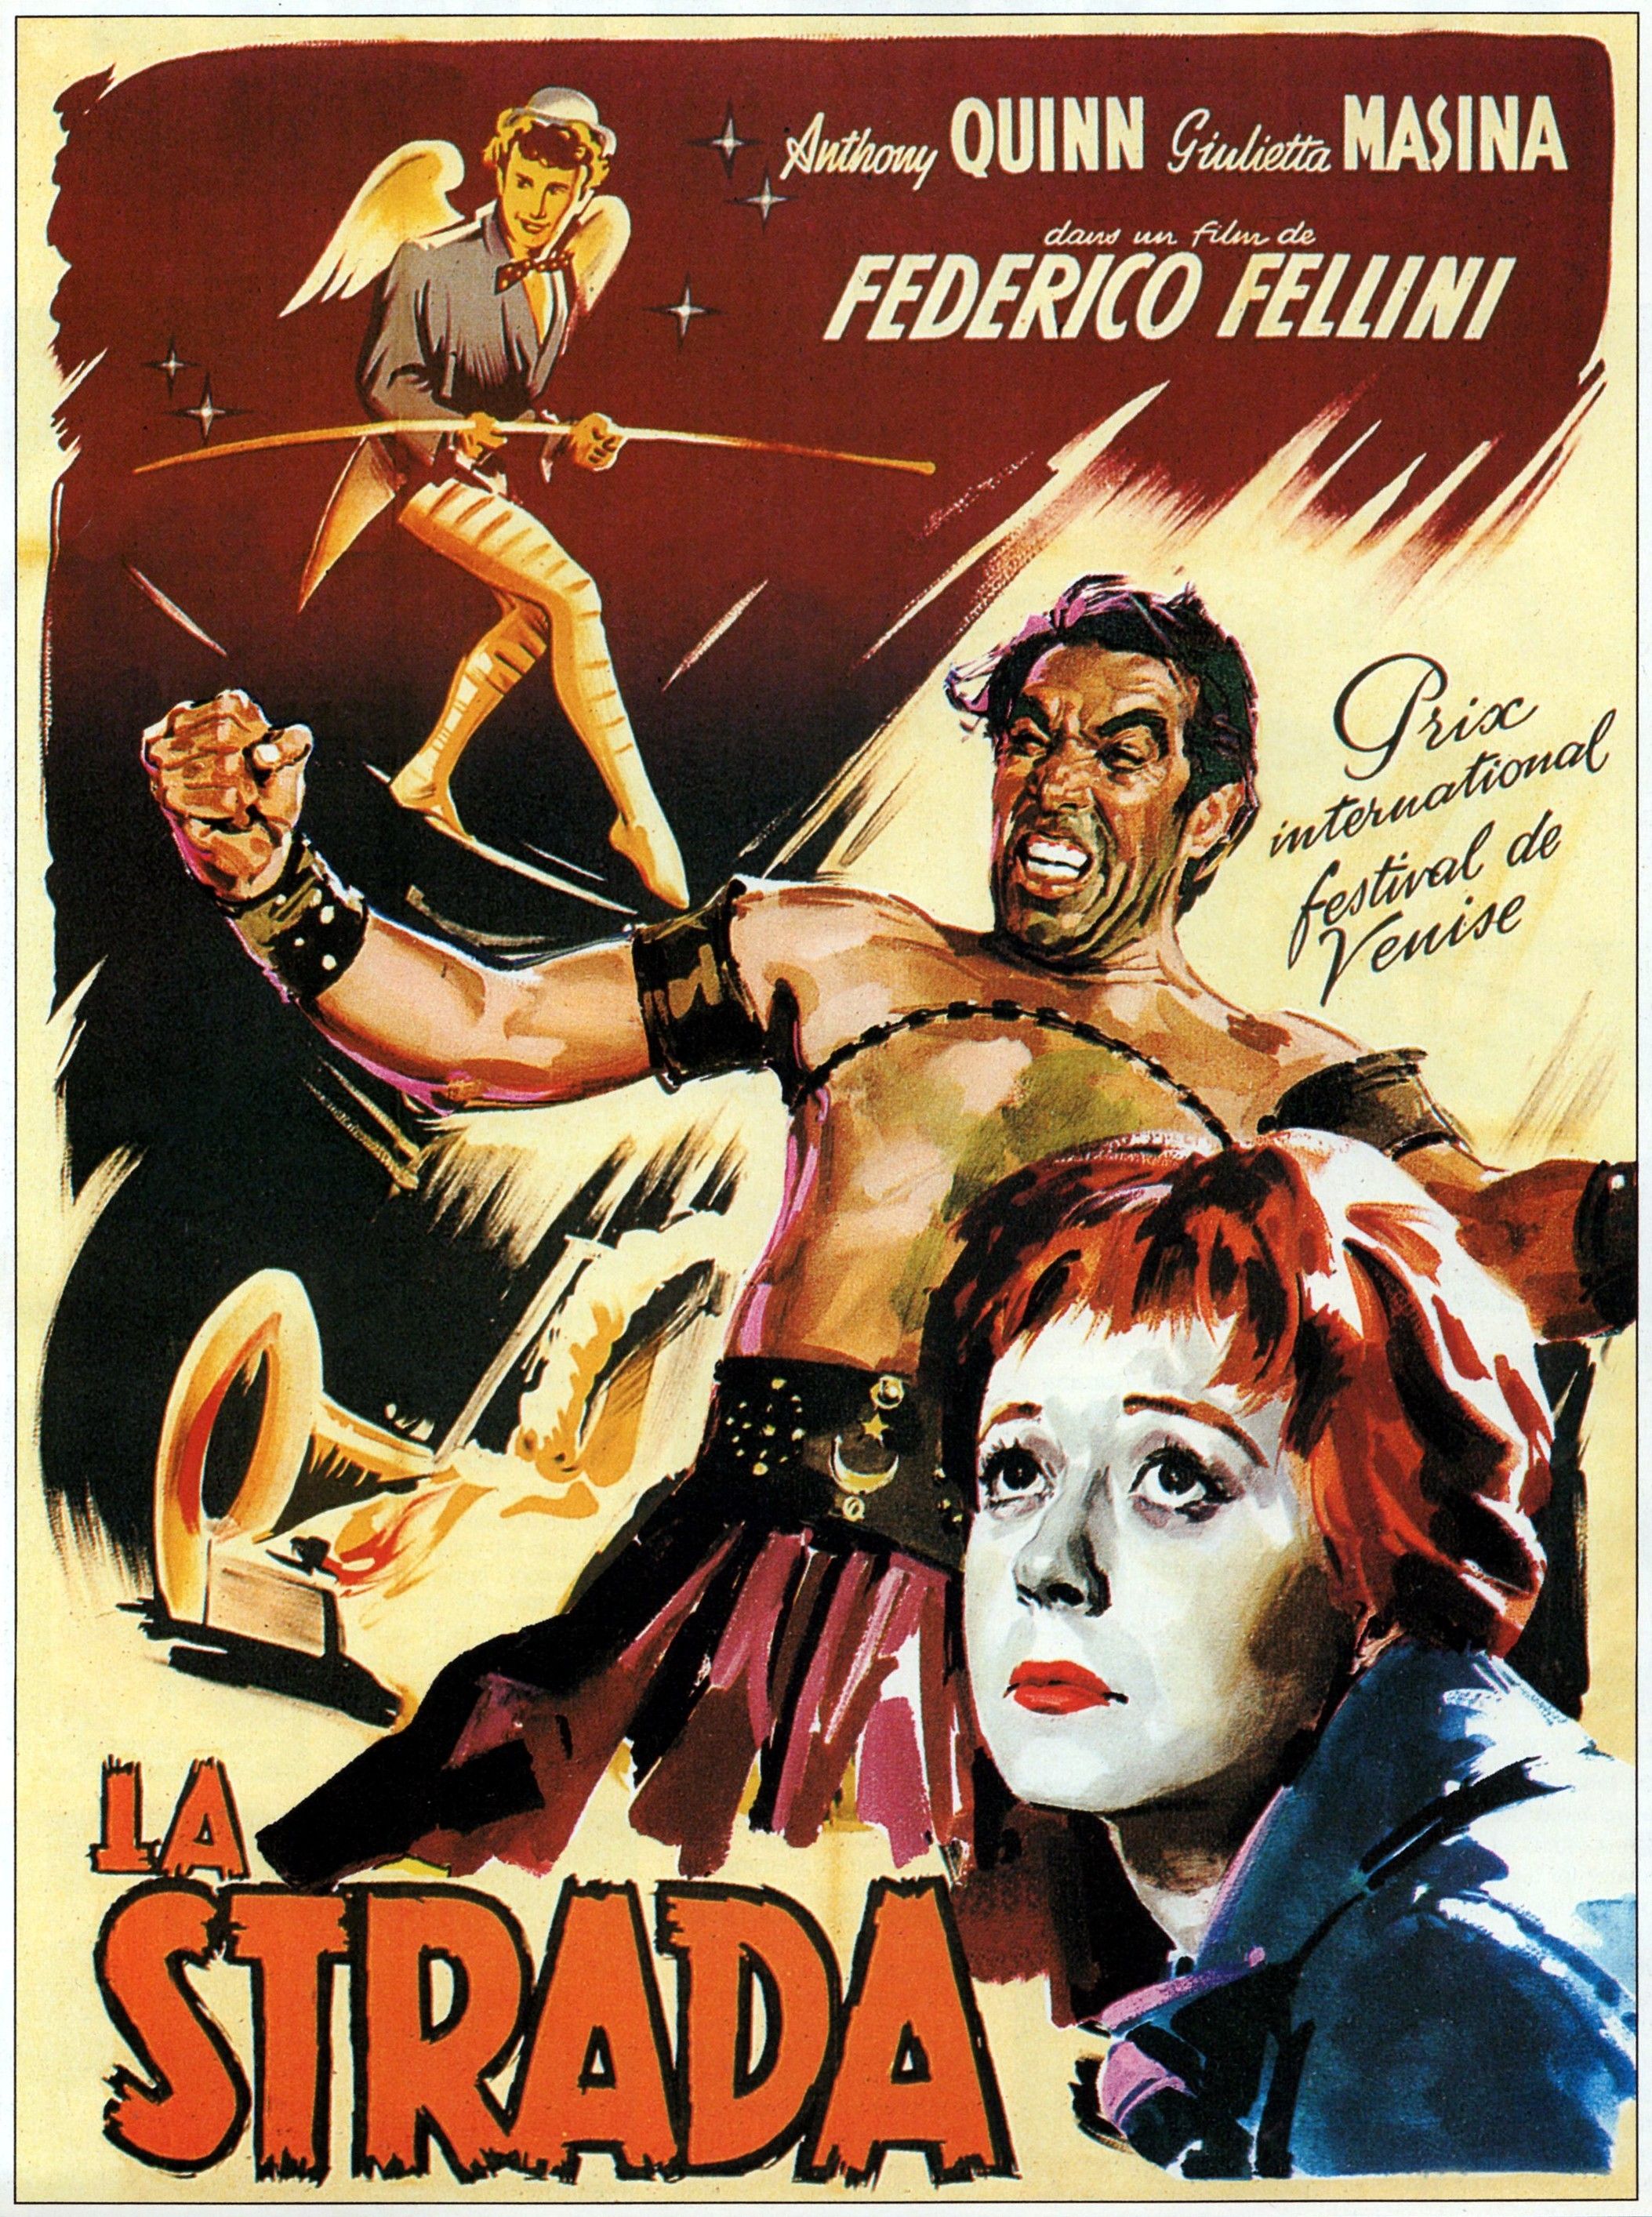 Anthony QUINN Giulietta MASINA
dans un film de
FEDERICO FELLINI
Prix
international
festival de
Venise
LA
STRADA